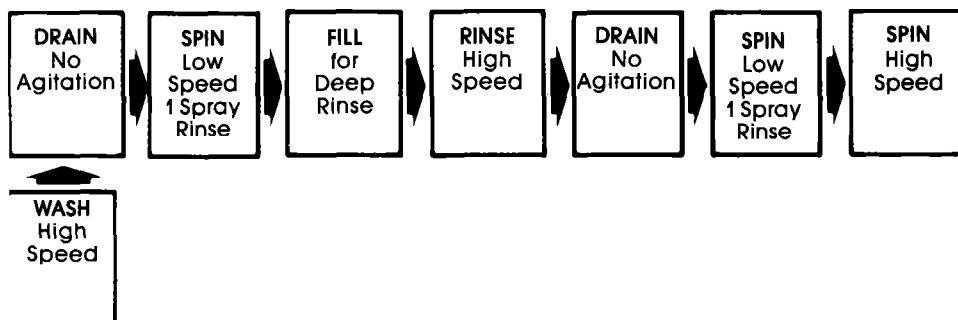 DRAIN
No
Agitation
SPIN
Low
Speed
1 Spray
Rinse
FILL
for
Deep
Rinse
RINSE
High
Speed
DRAIN
No
Agitation
SPIN
Low
Speed
1 Spray
Rinse
SPIN
High
Speed
WASH
High
Speed